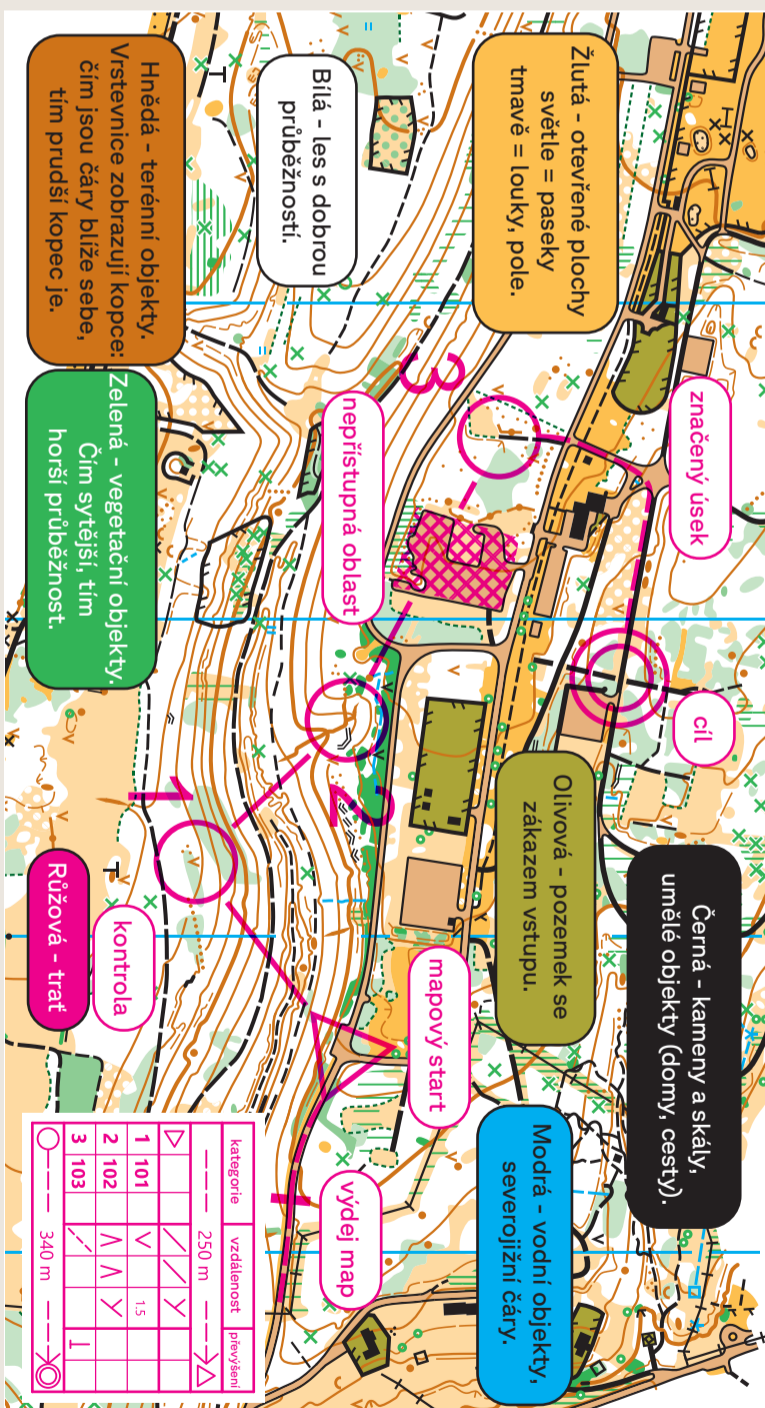 Černá - kameny a skály,
umělé objekty (domy, cesty).
značený úsek
cíl
Žlutá - otevřené plochy
světle = paseky
tmavě = louky, pole.
Olivová - pozemek se
zákazem vstupu.
Modrá - vodní objekty,
severojižní čáry.
mapový start
3
nepřístupná oblast
2
výdej map
Bílá - les s dobrou
průběžností.
1
kontrola
Růžová - trať
Hnědá - terénní objekty.
Vrstevnice zobrazují kopce:
čím jsou čáry blíže sebe,
tím prudší kopec je.
Zelená - vegetační objekty.
Čím sytější, tím
horší průběžnost.
kategorie vzdálenost převýšení
250 m
1 101 1.5
2 102
3 103
340 m